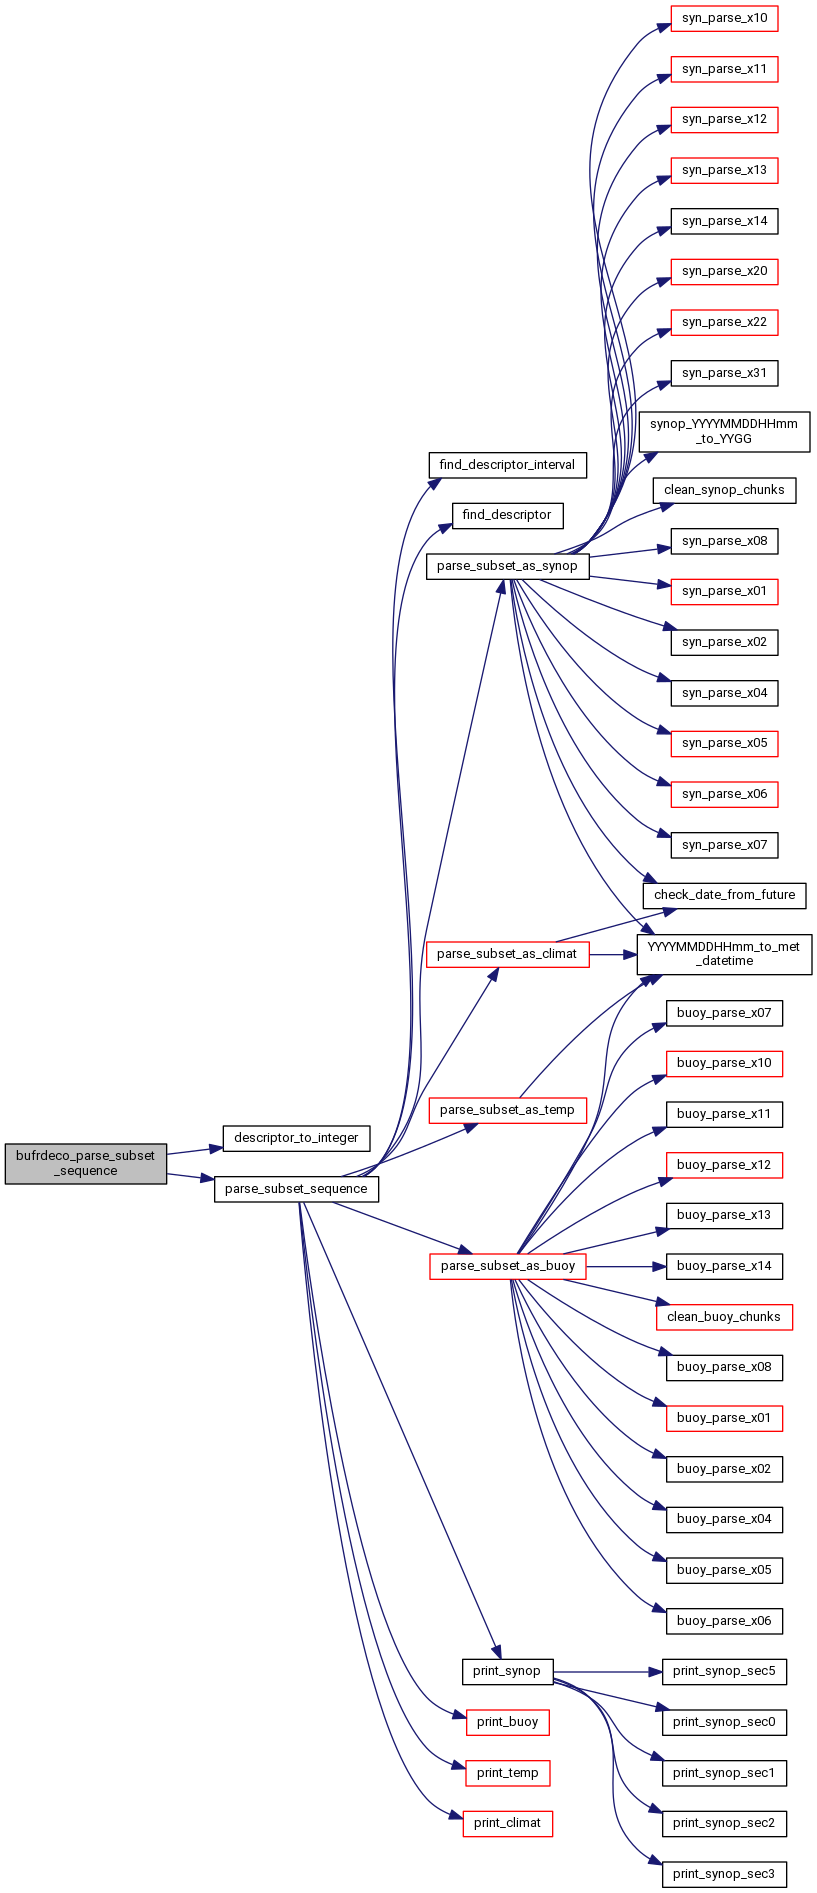 syn_parse_x10
syn_parse_x11
syn_parse_x12
syn_parse_x13
syn_parse_x14
syn_parse_x20
syn_parse_x22
syn_parse_x31
synop_YYYYMMDDHHmm
_to_YYGG
find_descriptor_interval
clean_synop_chunks
find_descriptor
syn_parse_x08
parse_subset_as_synop
syn_parse_x01
syn_parse_x02
syn_parse_x04
syn_parse_x05
syn_parse_x06
syn_parse_x07
check_date_from_future
parse_subset_as_climat
YYYYMMDDHHmm_to_met
_datetime
buoy_parse_x07
buoy_parse_x10
parse_subset_as_temp
buoy_parse_x11
descriptor_to_integer
bufrdeco_parse_subset
_sequence
buoy_parse_x12
parse_subset_sequence
buoy_parse_x13
parse_subset_as_buoy
buoy_parse_x14
clean_buoy_chunks
buoy_parse_x08
buoy_parse_x01
buoy_parse_x02
buoy_parse_x04
buoy_parse_x05
buoy_parse_x06
print_synop
print_synop_sec5
print_buoy
print_synop_sec0
print_temp
print_synop_sec1
print_climat
print_synop_sec2
print_synop_sec3